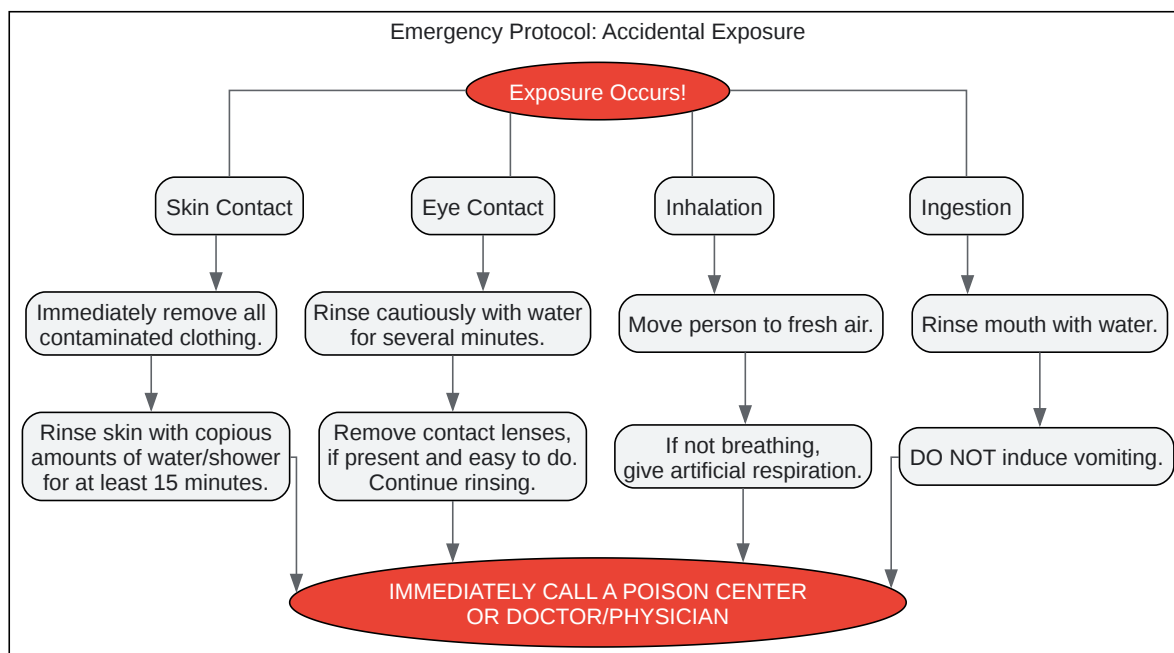 Emergency Protocol: Accidental Exposure
Exposure Occurs!
Skin Contact
Eye Contact
Inhalation
Ingestion
Immediately remove all
contaminated clothing.
Rinse cautiously with water
for several minutes.
Move person to fresh air.
Rinse mouth with water.
Rinse skin with copious
amounts of water/shower
for at least 15 minutes.
Remove contact lenses,
if present and easy to do.
Continue rinsing.
If not breathing,
give artificial respiration.
DO NOT induce vomiting.
IMMEDIATELY CALL A POISON CENTER
OR DOCTOR/PHYSICIAN